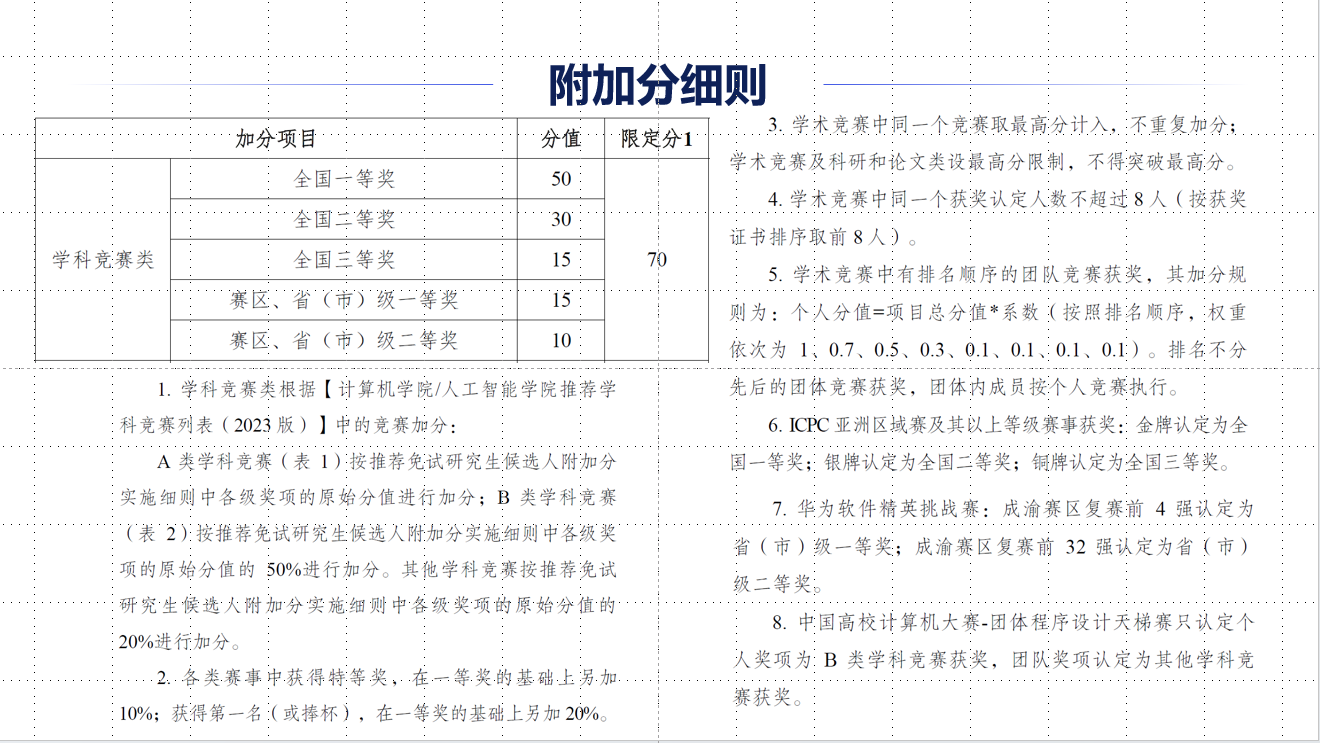 附加分细则
加分项目 分值 限定分1
学科竞赛类
全国一等奖 50
全国二等奖 30
全国三等奖 15
赛区、省（市）级一等奖 15
赛区、省（市）级二等奖 10
70
1. 学科竞赛类根据【计算机学院/人工智能学院推荐学
科竞赛列表（2023 版）】中的竞赛加分：
A 类学科竞赛（表 1）按推荐免试研究生候选人附加分
实施细则中各级奖项的原始分值进行加分；B 类学科竞赛
（表 2）按推荐免试研究生候选人附加分实施细则中各级奖
项的原始分值的 50%进行加分。其他学科竞赛按推荐免试
研究生候选人附加分实施细则中各级奖项的原始分值的
20%进行加分。
2. 各类赛事中获得特等奖，在一等奖的基础上另加
10%；获得第一名（或捧杯），在一等奖的基础上另加 20%。
3. 学术竞赛中同一个竞赛取最高分计入，不重复加分；
学术竞赛及科研和论文类设最高分限制，不得突破最高分。
4. 学术竞赛中同一个获奖认定人数不超过 8 人（按获奖
证书排序取前 8 人）。
5. 学术竞赛中有排名顺序的团队竞赛获奖，其加分规
则为：个人分值=项目总分值*系数（按照排名顺序，权重
依次为 1、0.7、0.5、0.3、0.1、0.1、0.1、0.1）。排名不分
先后的团体竞赛获奖，团体内成员按个人竞赛执行。
6. ICPC 亚洲区域赛及其以上等级赛事获奖：金牌认定为全
国一等奖；银牌认定为全国二等奖；铜牌认定为全国三等奖。
7. 华为软件精英挑战赛：成渝赛区复赛前 4 强认定为
省（市）级一等奖；成渝赛区复赛前 32 强认定为省（市）
级二等奖。
8. 中国高校计算机大赛-团体程序设计天梯赛只认定个
人奖项为 B 类学科竞赛获奖，团队奖项认定为其他学科竞
赛获奖。